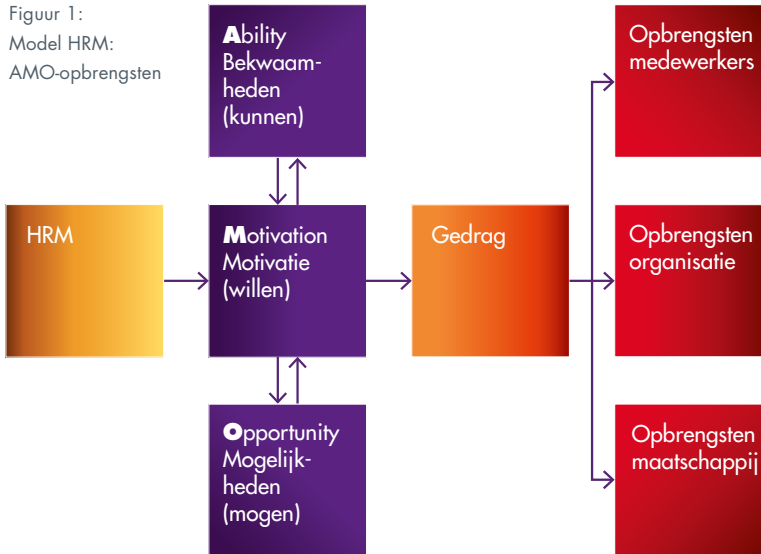 Figuur 1:
Model HRM:
AMO-opbrengsten
Ability
Bekwaam-
heden
(kunnen)
Opbrengsten
medewerkers
HRM
Motivation
Motivatie
(willen)
Gedrag
Opbrengsten
organisatie
Opportunity
Mogelijk-
heden
(mogen)
Opbrengsten
maatschappij